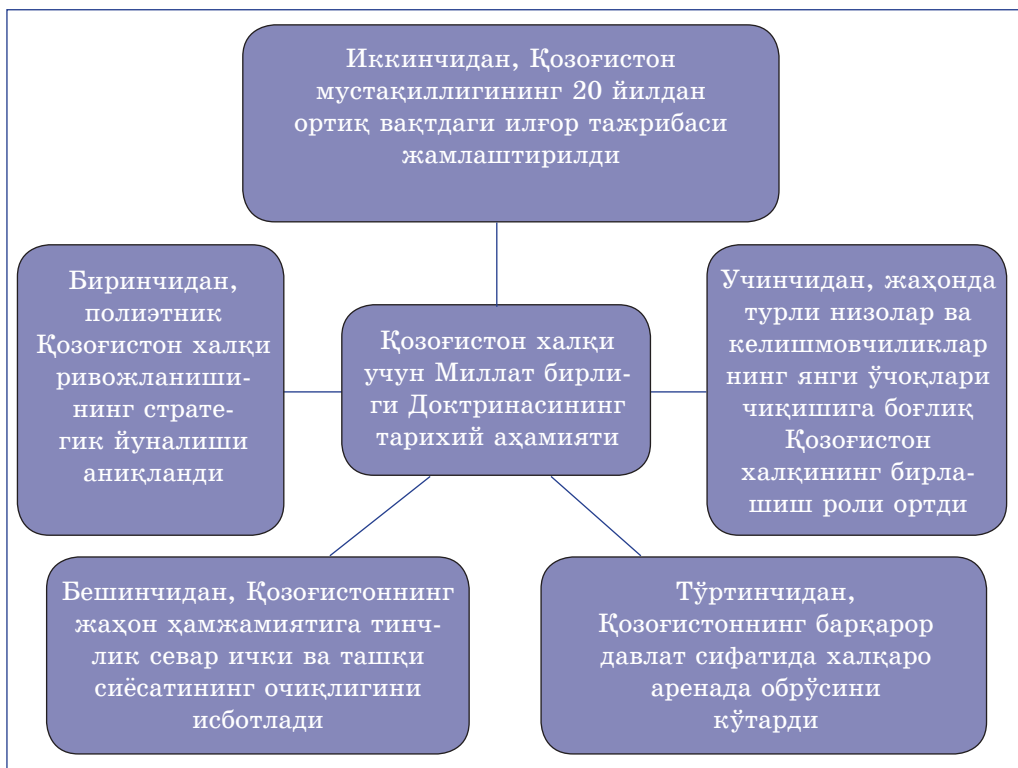 Иккинчидан, Қозоғистон
мустақиллигининг 20 йилдан
ортиқ вақтдаги илғор тажрибаси
жамлаштирилди
Биринчидан,
полиэтник
Қозоғистон халқи
ривожланиши-
нинг страте-
гик йуналиши
аниқланди
Қозоғистон халқи
учун Миллат бирли-
ги Доктринасининг
тарихий аҳамияти
Учинчидан, жаҳонда
турли низолар ва
келишмовчиликлар
нинг янги ўчоқлари
чиқишига боғлиқ
Қозоғистон
халқининг бирла-
шиш роли ортди
Бешинчидан, Қозоғистоннинг
жаҳон ҳамжамиятига тинч-
лик севар ички ва ташқи
сиёсатининг очиқлигини
исботлади
Тўртинчидан,
Қозоғистоннинг барқарор
давлат сифатида халқаро
аренада обрўсини
кўтарди